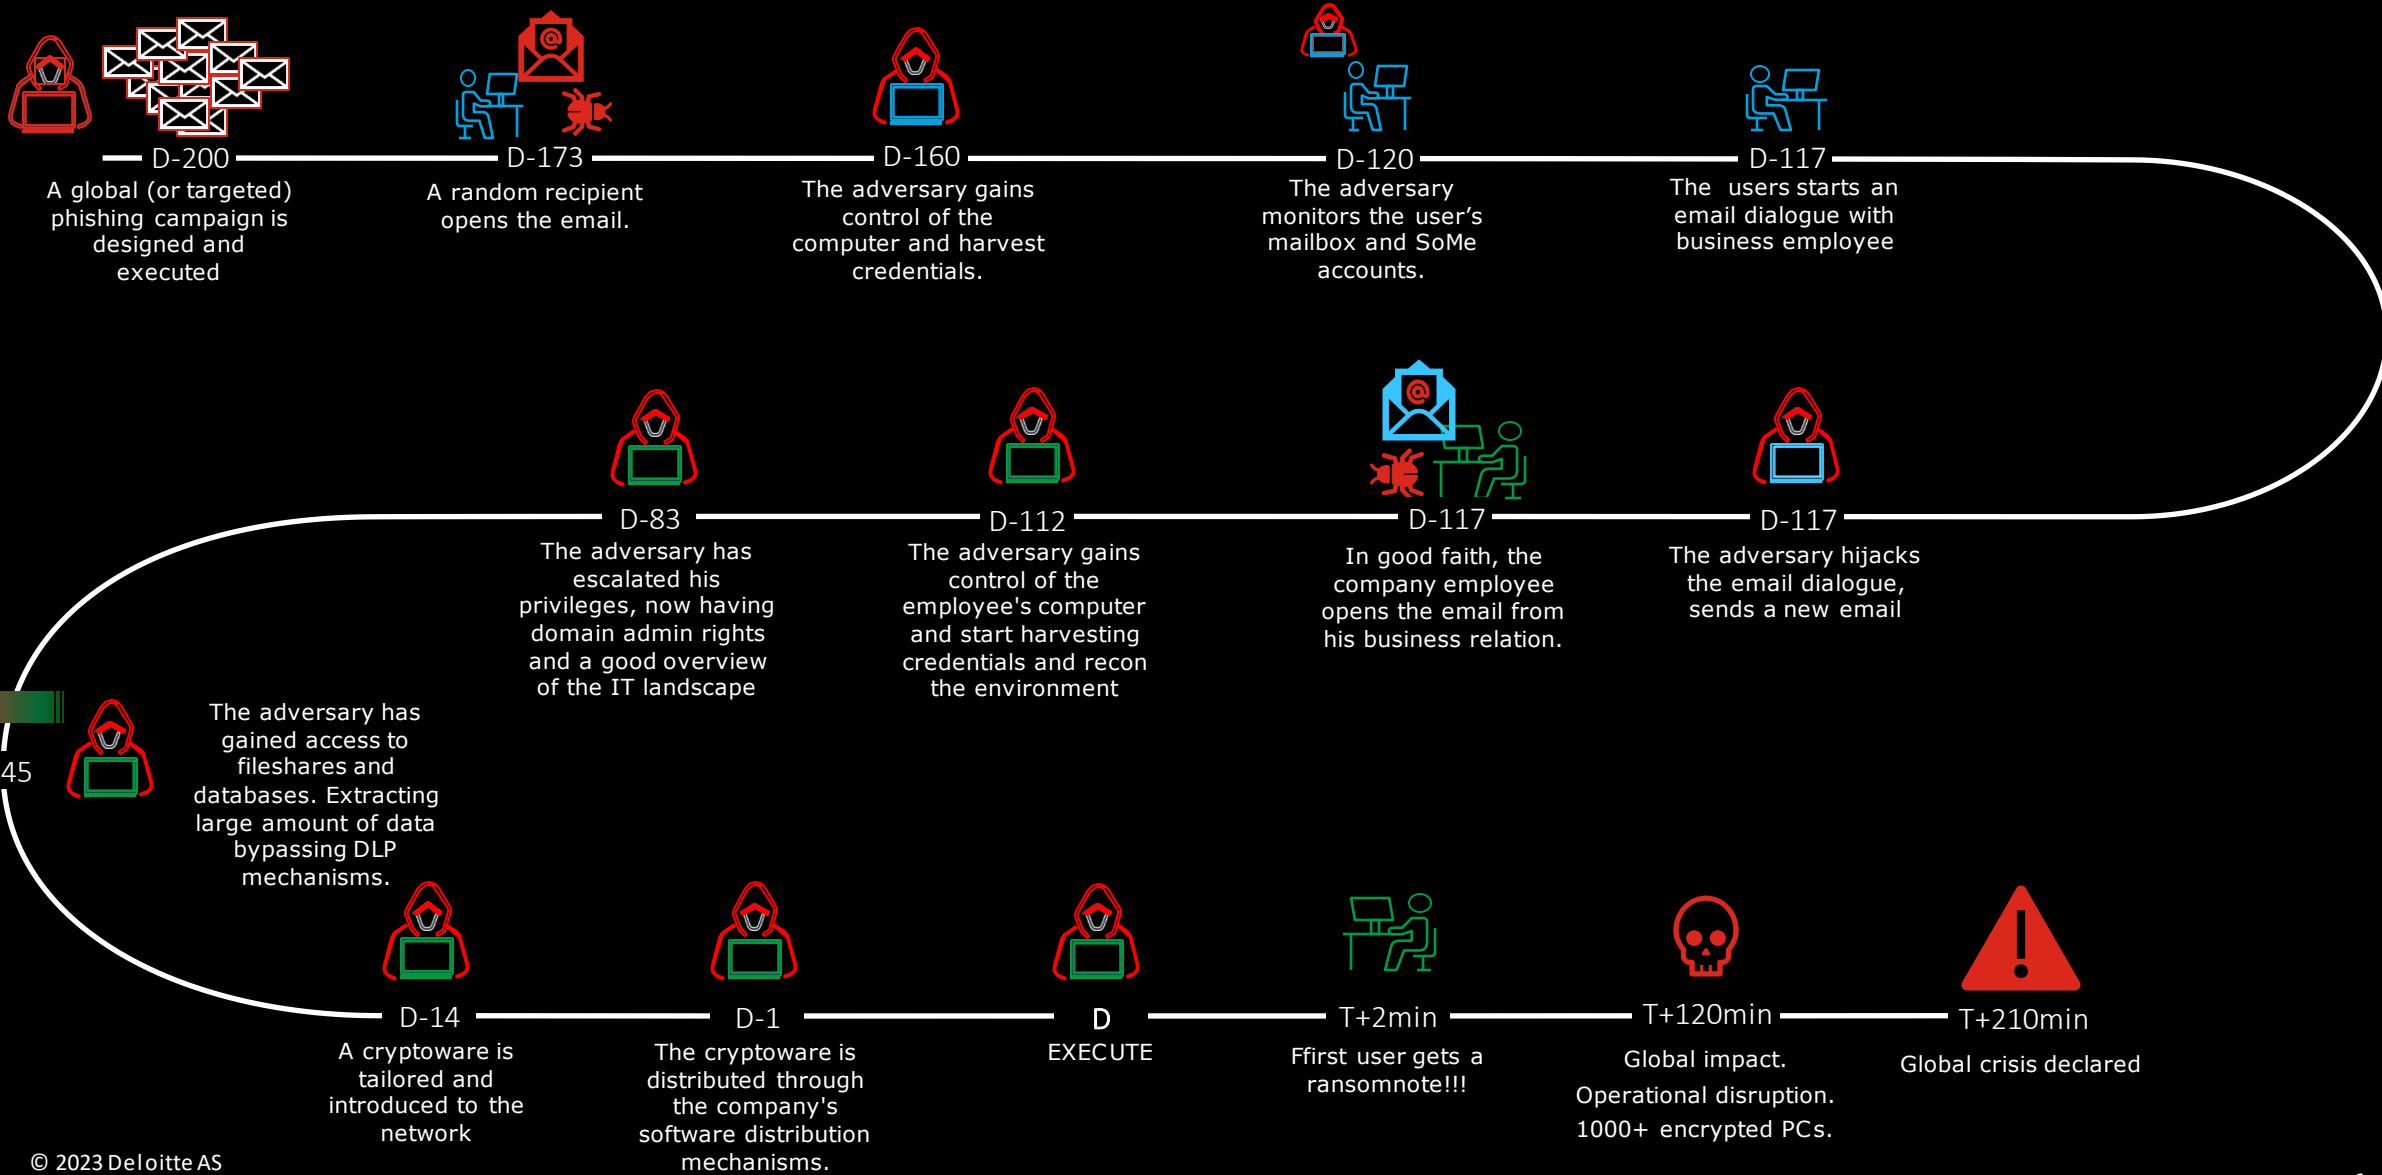 D-200
A global (or targeted)
phishing campaign is
designed and
executed
D-173
A random recipient
opens the email.
D-160
The adversary gains
control of the
computer and harvest
credentials.
D-120
The adversary
monitors the user's
mailbox and SoMe
accounts.
D-117
The users starts an
email dialogue with
business employee
D-117
The adversary hijacks
the email dialogue,
sends a new email
D-117
In good faith, the
company employee
opens the email from
his business relation.
D-112
The adversary gains
control of the
employee's computer
and start harvesting
credentials and recon
the environment
D-83
The adversary has
escalated his
privileges, now having
domain admin rights
and a good overview
of the IT landscape
45
The adversary has
gained access to
fileshares and
databases. Extracting
large amount of data
bypassing DLP
mechanisms.
D-14
A cryptoware is
tailored and
introduced to the
network
D-1
The cryptoware is
distributed through
the company's
software distribution
mechanisms.
D
EXECUTE
T+2min
Ffirst user gets a
ransomnote!!!
T+120min
Global impact.
Operational disruption.
1000+ encrypted PCs.
T+210min
Global crisis declared
© 2023 Deloitte AS